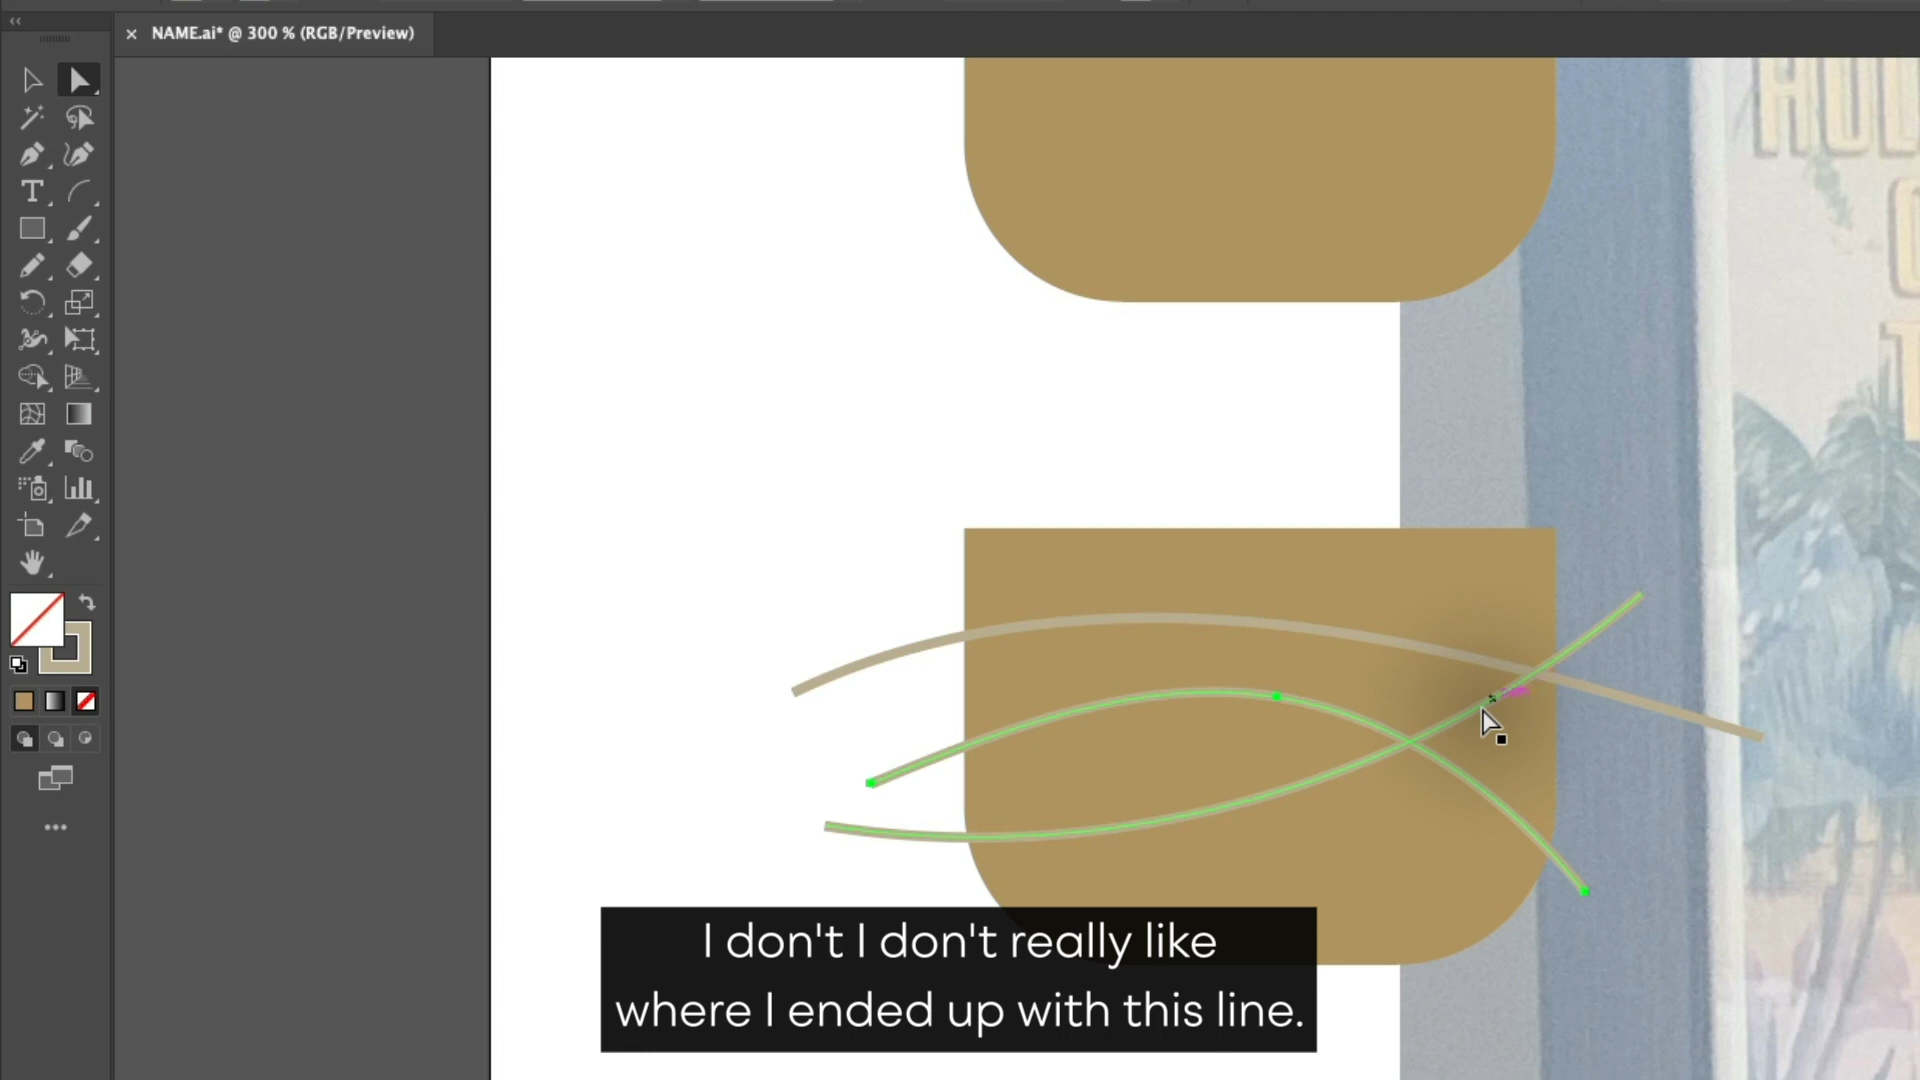 NAME.ai* @ 300 % (RGB/Preview)
I don't I don't really like
where I ended up with this line.